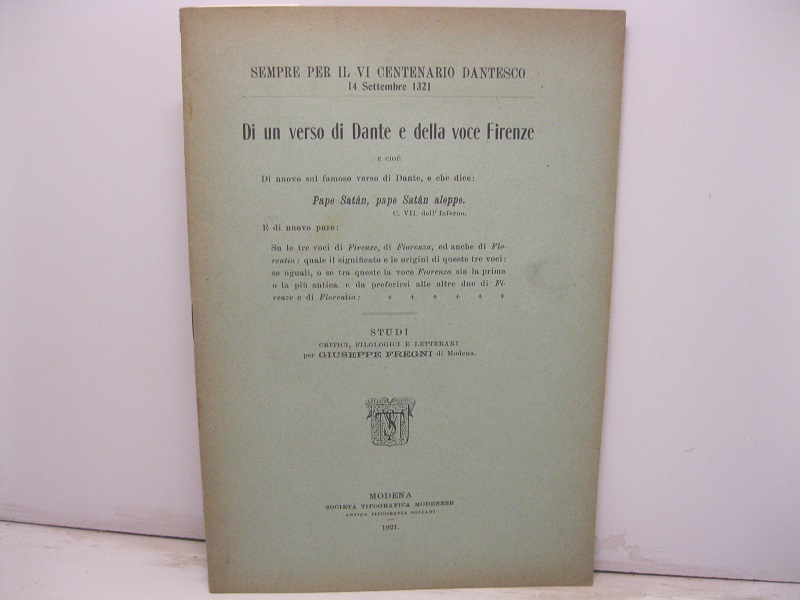 SEMPRE PER IL VI CENTENARIO DANTESCO
14 Settembre 1321
Di un verso di Dante e della voce Firenze
E CIOÈ
Di nuovo sul famoso verso di Dante, e che dice:
Pape Satàn, pape Satàn aleppe.
C. VII. dell'Inferno.
E di nuovo pure:
Su le tre voci di Firenze, di Fiorenza, ed anche di Flo-
rentia: quale il significato e le origini di queste tre voci:
se uguali, o se tra queste la voce Fiorenza sia la prima
o la più antica, e da preferirsi alle altre due di Fi-
renze e di Florentia;
STUDI
CRITICI, FILOLOGICI E LETTERARI
per GIUSEPPE FREGNI di Modena.
MODENA
SOCIETÀ TIPOGRAFICA MODENESE
ANTICA TIPOGRAFIA SOLIANI
1921.